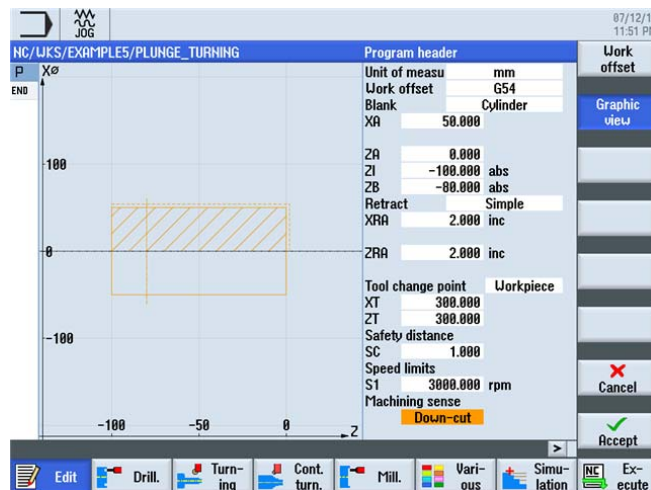 JOG
07/12/1
11:51 PM
NC/WKS/EXAMPLE5/PLUNGE_TURNING
Program header
Work offset
P
END
XØ
100
0
-100
-100 -50 0 Z
Unit of measu mm
Work offset G54
Blank Cylinder
XA 50.000
ZA 0.000
ZI -100.000 abs
ZB -80.000 abs
Retract Simple
XRA 2.000 inc
ZRA 2.000 inc
Tool change point Workpiece
XT 300.000
ZT 300.000
Safety distance
SC 1.000
Speed limits
S1 3000.000 rpm
Machining sense
Down-cut
Graphic view
Cancel
Accept
>
Edit
Drill.
Turn-
ing
Cont.
turn.
Mill.
Vari-
ous
Simu-
lation
NC
Ex-
ecute